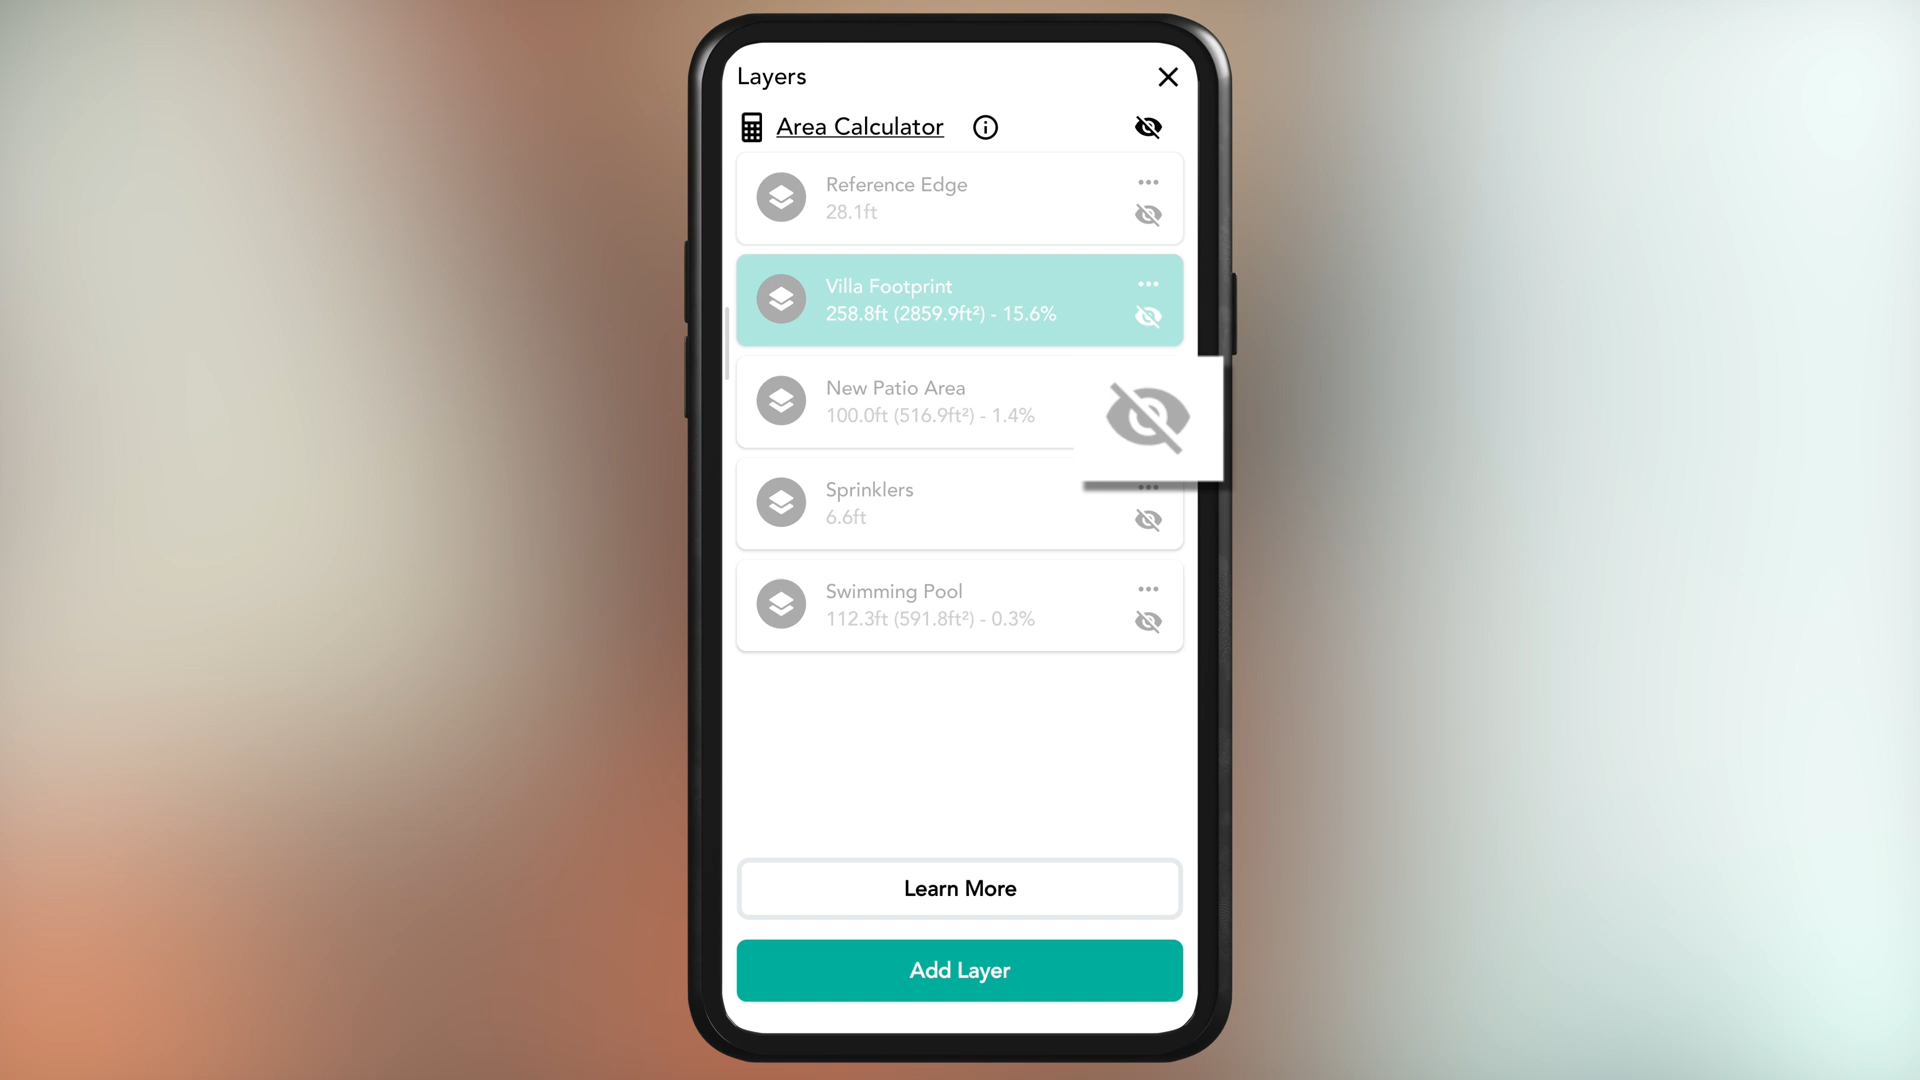 Layers
Area Calculator
Reference Edge
28.1ft
Villa Footprint
258.8ft (2859.9ft²) - 15.6%
New Patio Area
100.0ft (516.9ft²) - 1.4%
Sprinklers
6.6ft
Swimming Pool
112.3ft (591.8ft²) - 0.3%
Learn More
Add Layer